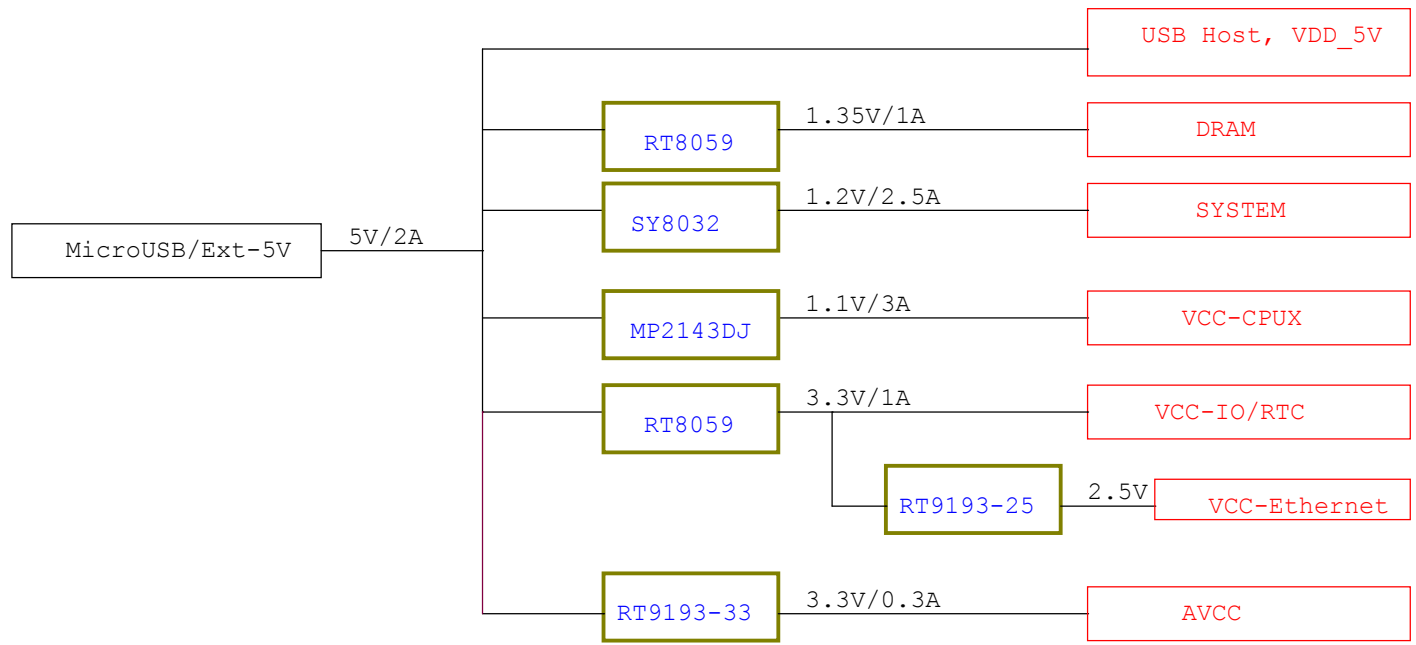 USB Host, VDD_5V
1.35V/1A
RT8059
DRAM
1.2V/2.5A
SY8032
SYSTEM
MicroUSB/Ext-5V
5V/2A
1.1V/3A
MP2143DJ
VCC-CPUX
3.3V/1A
RT8059
VCC-IO/RTC
RT9193-25
2.5V
VCC-Ethernet
RT9193-33
3.3V/0.3A
AVCC